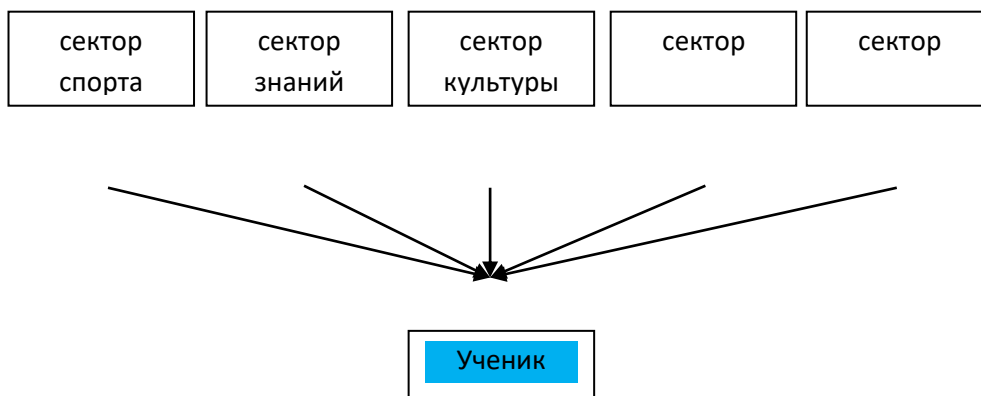 сектор
спорта
сектор
знаний
сектор
культуры
сектор
сектор
Ученик